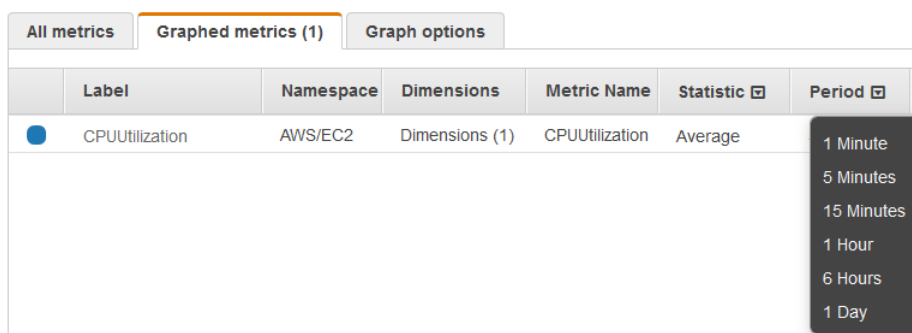 All metrics Graphed metrics (1) Graph options
Label Namespace Dimensions Metric Name Statistic Period
CPUUtilization AWS/EC2 Dimensions (1) CPUUtilization Average
1 Minute
5 Minutes
15 Minutes
1 Hour
6 Hours
1 Day